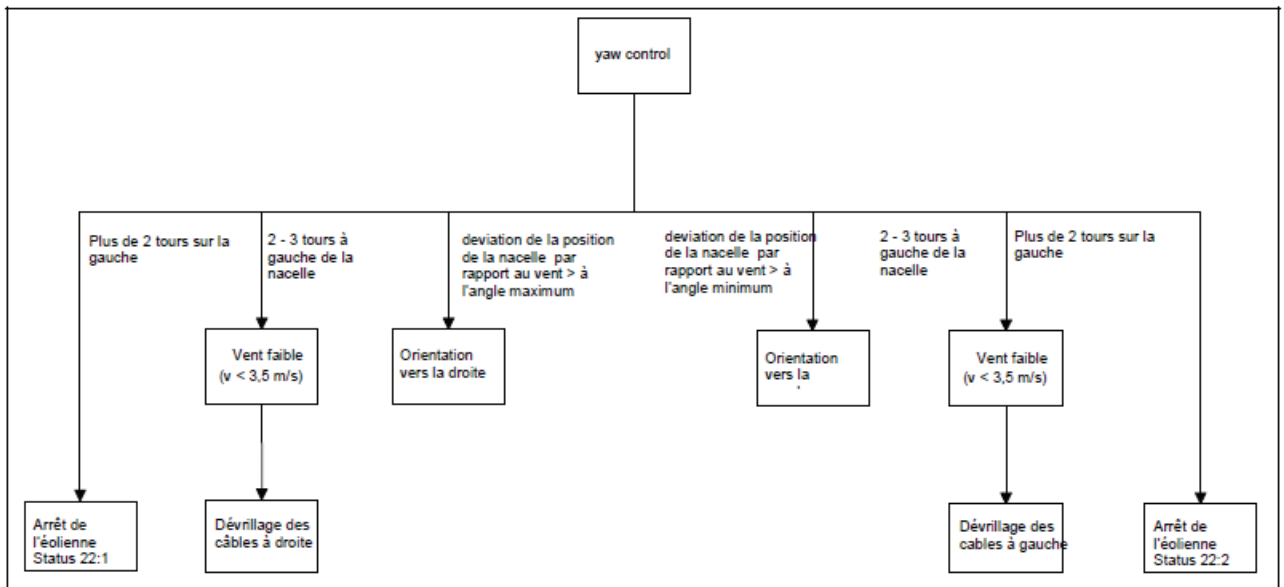 yaw control
Plus de 2 tours sur la
gauche
2 - 3 tours à
gauche de la
nacelle
deviation de la position
de la nacelle par
rapport au vent > à
l'angle maximum
deviation de la position
de la nacelle par
rapport au vent > à
l'angle minimum
2 - 3 tours à
gauche de la
nacelle
Plus de 2 tours sur la
gauche
Vent faible
(v < 3,5 m/s)
Orientation
vers la droite
Orientation
vers la
Vent faible
(v < 3,5 m/s)
Arrêt de
l'éolienne
Status 22:1
Dévrillage des
câbles à droite
Dévrillage des
cables à gauche
Arrêt de
l'éolienne
Status 22:2